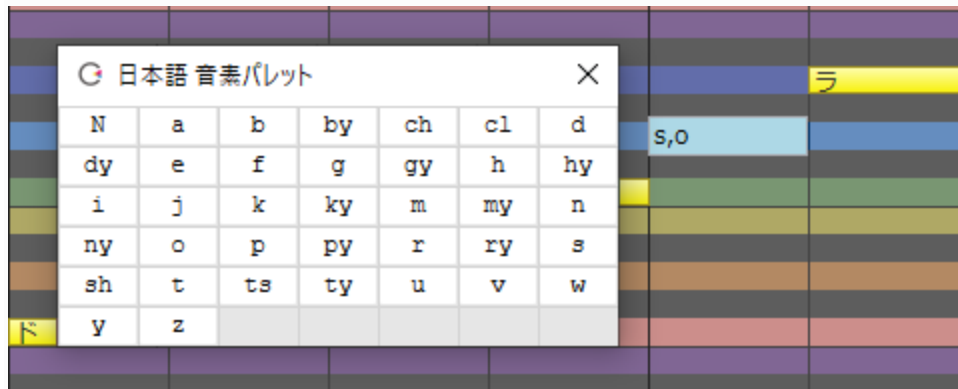 日本語 音素パレット
N a b by ch cl d
dy e f g gy h hy
i j k ky m my n
ny o p py r ry s
sh t ts ty u v w
y z
ラ
s,o
ド